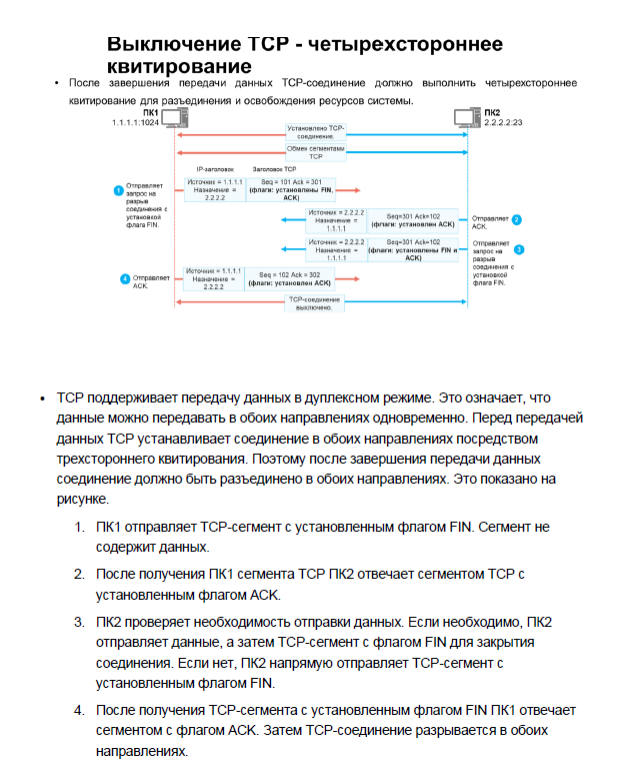 Выключение TCP - четырехстороннее
квитирование
• После завершения передачи данных TCP-соединение должно выполнить четырехстороннее
квитирование для разъединения и освобождения ресурсов системы.
ПК1
1.1.1.1:1024
ПК2
2.2.2.2:23
Установлено TCP-
соединение.
Обмен сегментами
TCP
IP-заголовок
Заголовок TCP
1
Отправляет
запрос на
разрыв
соединения с
установкой
флага FIN.
Источник = 1.1.1.1
Назначение =
2.2.2.2
Seq = 101 Ack = 301
(флаги: установлены FIN,
ACK)
Источник = 2.2.2.2
Назначение =
1.1.1.1
Seq=301 Ack=102
(флаги: установлен ACK)
Отправляет
ACK.
2
Источник = 2.2.2.2
Назначение =
1.1.1.1
Seq=301 Ack=102
(флаги: установлены FIN и
ACK)
Отправляет
запрос на
разрыв
соединения с
установкой
флага FIN.
3
4
Отправляет
ACK.
Источник = 1.1.1.1
Назначение =
2.2.2.2
Seq = 102 Ack = 302
(флаги: установлен ACK)
TCP-соединение
выключено.
• TCP поддерживает передачу данных в дуплексном режиме. Это означает, что
данные можно передавать в обоих направлениях одновременно. Перед передачей
данных TCP устанавливает соединение в обоих направлениях посредством
трехстороннего квитирования. Поэтому после завершения передачи данных
соединение должно быть разъединено в обоих направлениях. Это показано на
рисунке.
1. ПК1 отправляет TCP-сегмент с установленным флагом FIN. Сегмент не
содержит данных.
2. После получения ПК1 сегмента TCP ПК2 отвечает сегментом TCP с
установленным флагом ACK.
3. ПК2 проверяет необходимость отправки данных. Если необходимо, ПК2
отправляет данные, а затем TCP-сегмент с флагом FIN для закрытия
соединения. Если нет, ПК2 напрямую отправляет TCP-сегмент с
установленным флагом FIN.
4. После получения TCP-сегмента с установленным флагом FIN ПК1 отвечает
сегментом с флагом ACK. Затем TCP-соединение разрывается в обоих
направлениях.